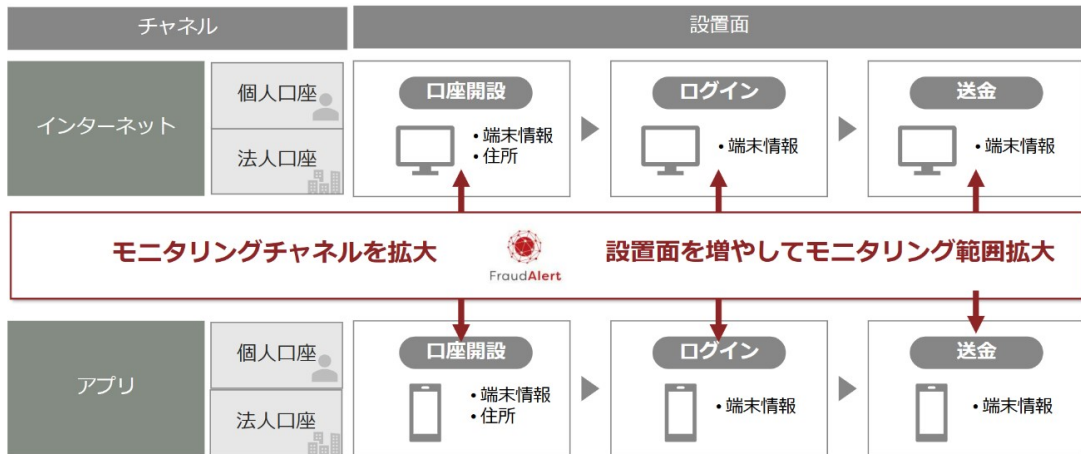 チャネル
設置面
インターネット
個人口座
法人口座
口座開設
・端末情報
・住所
ログイン
・端末情報
送金
・端末情報
モニタリングチャネルを拡大
FraudAlert
設置面を増やしてモニタリング範囲拡大
アプリ
個人口座
法人口座
口座開設
・端末情報
・住所
ログイン
・端末情報
送金
・端末情報